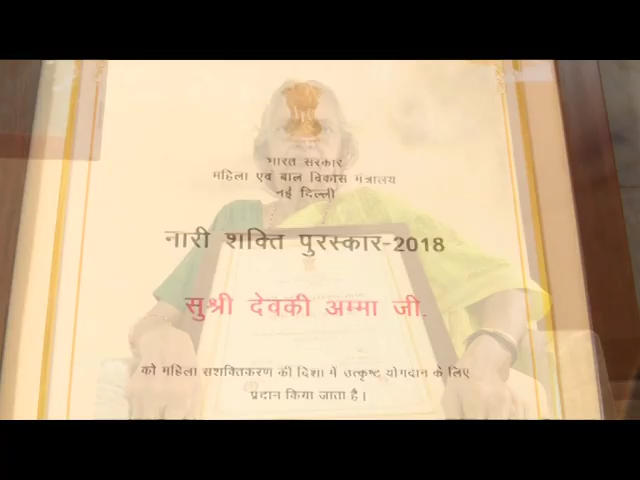 भारत सरकार
महिला एवं बाल विकास मंत्रालय
नई दिल्ली
नारी शक्ति पुरस्कार-2018
सुश्री देवकी अम्मा जी.
को महिला सशक्तिकरण की दिशा में उत्कृष्ट योगदान के लिए
प्रदान किया जाता है।